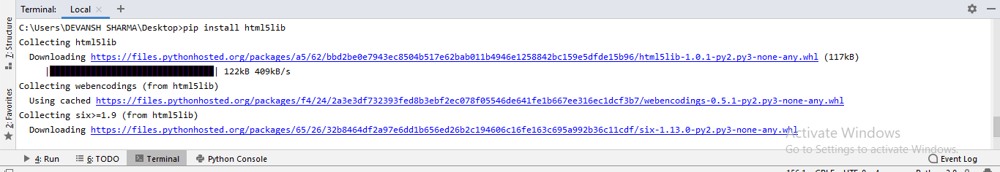 Terminal: Local × +
C:\Users\DEVANSH SHARMA\Desktop>pip install html5lib
Collecting html5lib
Downloading https://files.pythonhosted.org/packages/a5/62/bbd2be0e7943ec8504b517e62bab011b4946e1258842bc159e5dfde15b96/html5lib-1.0.1-py2.py3-none-any.whl (117kB)
|████████████████████████████████| 122kB 409kB/s
Collecting webencodings (from html5lib)
Using cached https://files.pythonhosted.org/packages/f4/24/2a3e3df732393fed8b3ebf2ec078f05546de641fe1b667ee316ec1dcf3b7/webencodings-0.5.1-py2.py3-none-any.whl
Collecting six>=1.9 (from html5lib)
Downloading https://files.pythonhosted.org/packages/65/26/32b8464df2a97e6dd1b656ed26b2c194606c16fe163c695a992b36c11cdf/six-1.13.0-py2.py3-none-any.whl
Activate Windows
Go to Settings to activate Windows.
7: Structure
2: Favorites
4: Run 6: TODO Terminal Python Console Event Log